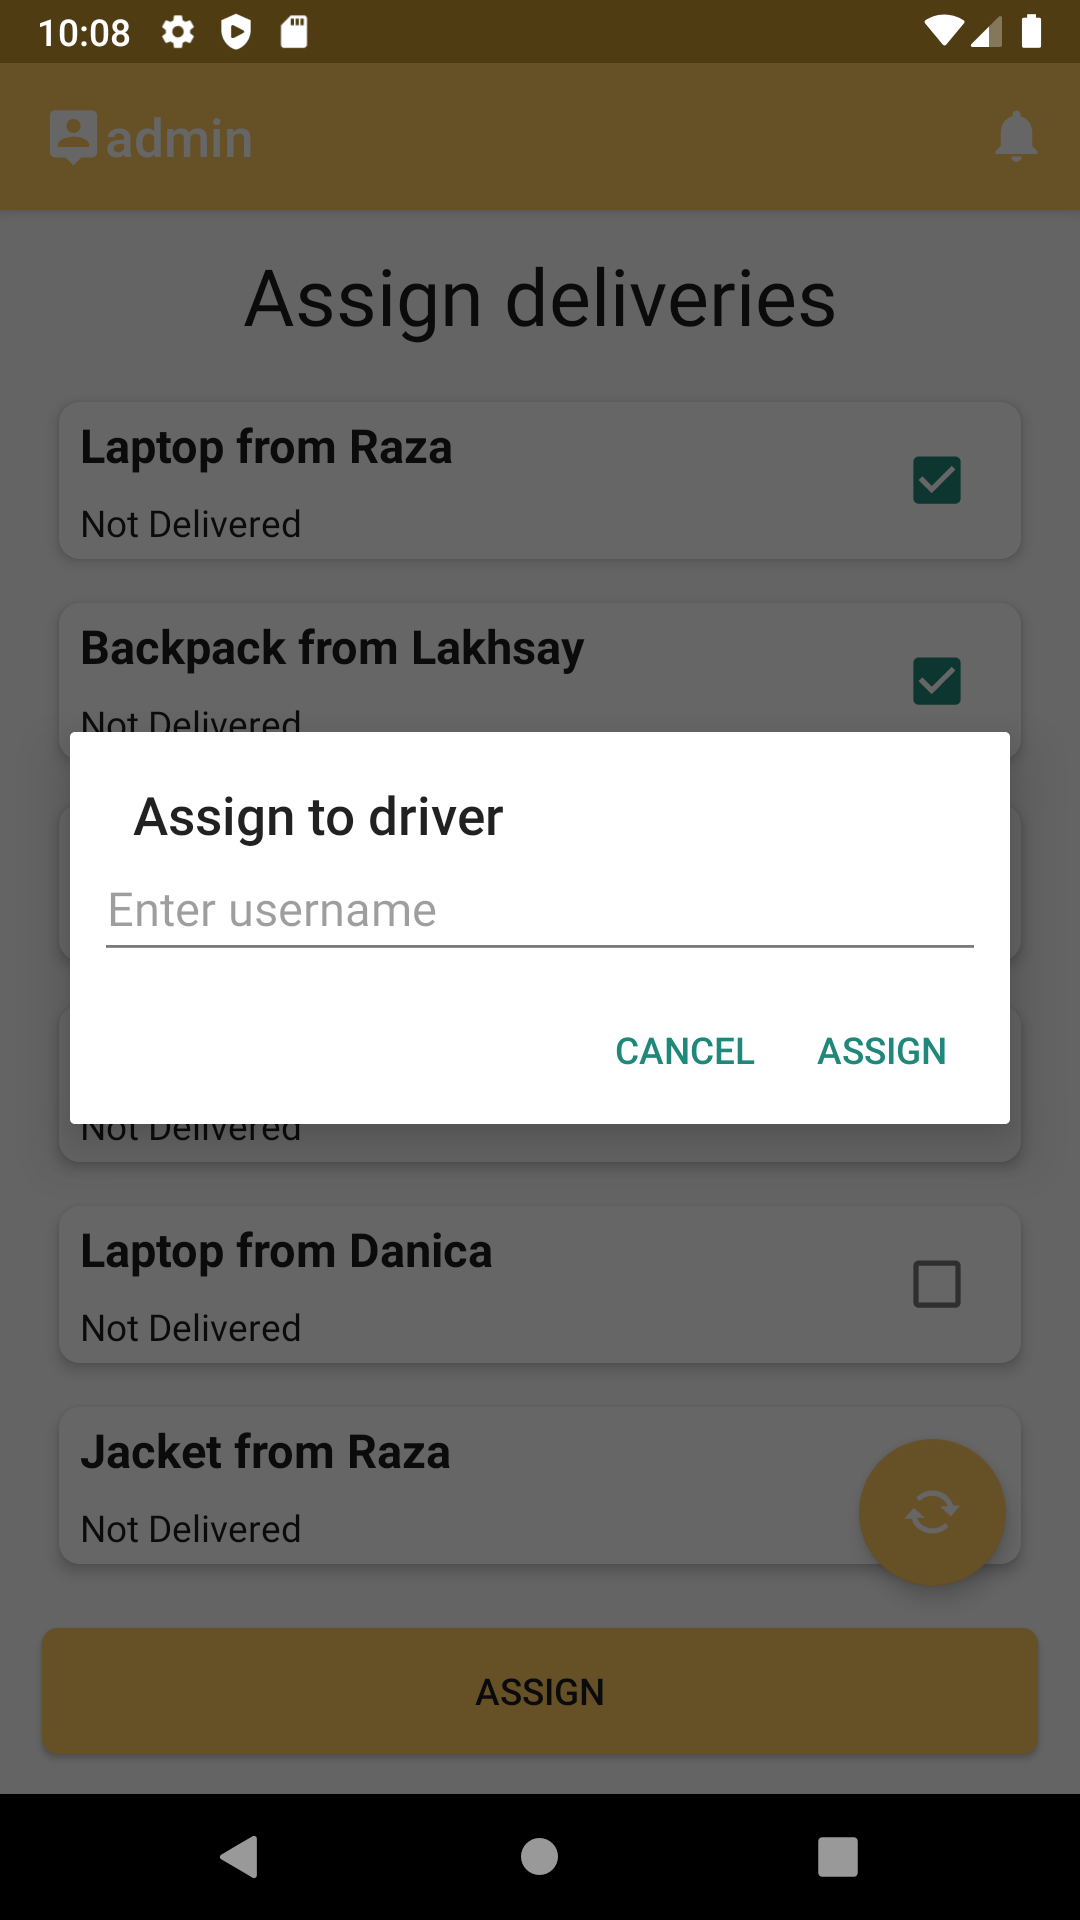 10:08
admin
Assign deliveries
Laptop from Raza
Not Delivered
Backpack from Lakhsay
Not Delivered
Assign to driver
Enter username
CANCEL ASSIGN
Not Delivered
Laptop from Danica
Not Delivered
Jacket from Raza
Not Delivered
ASSIGN